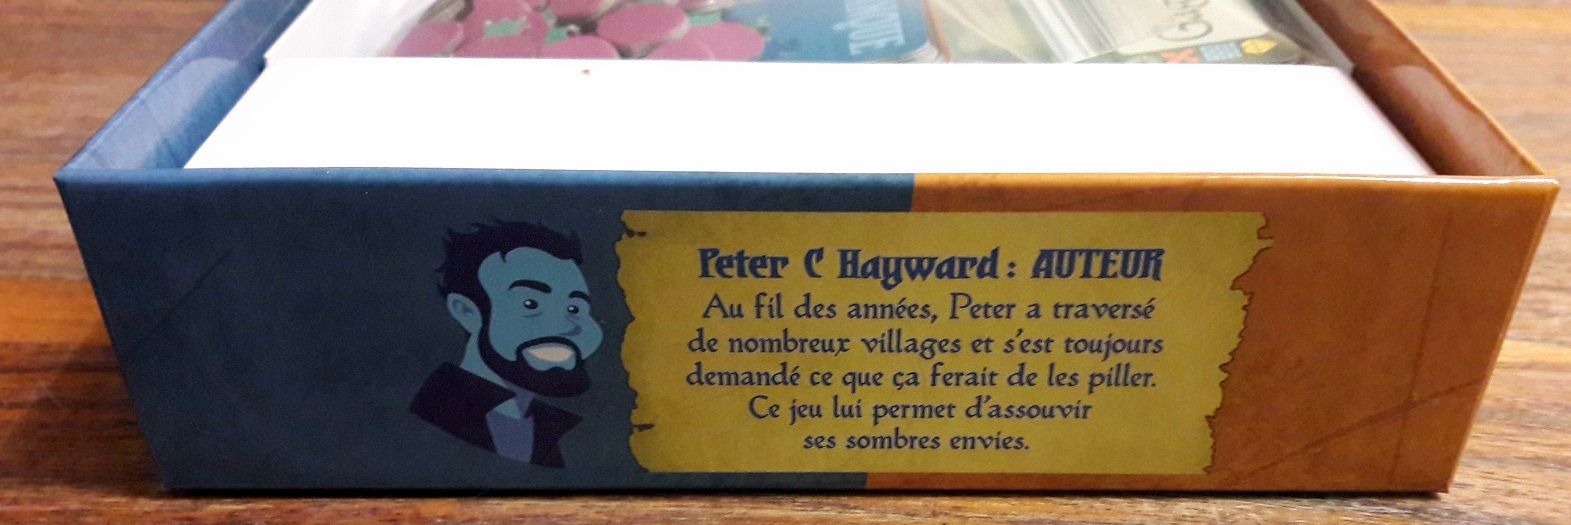 Peter C Hayward : AUTEUR
Au fil des années, Peter a traversé
de nombreux villages et s'est toujours
demandé ce que ça ferait de les piller.
Ce jeu lui permet d'assouvir
ses sombres envies.